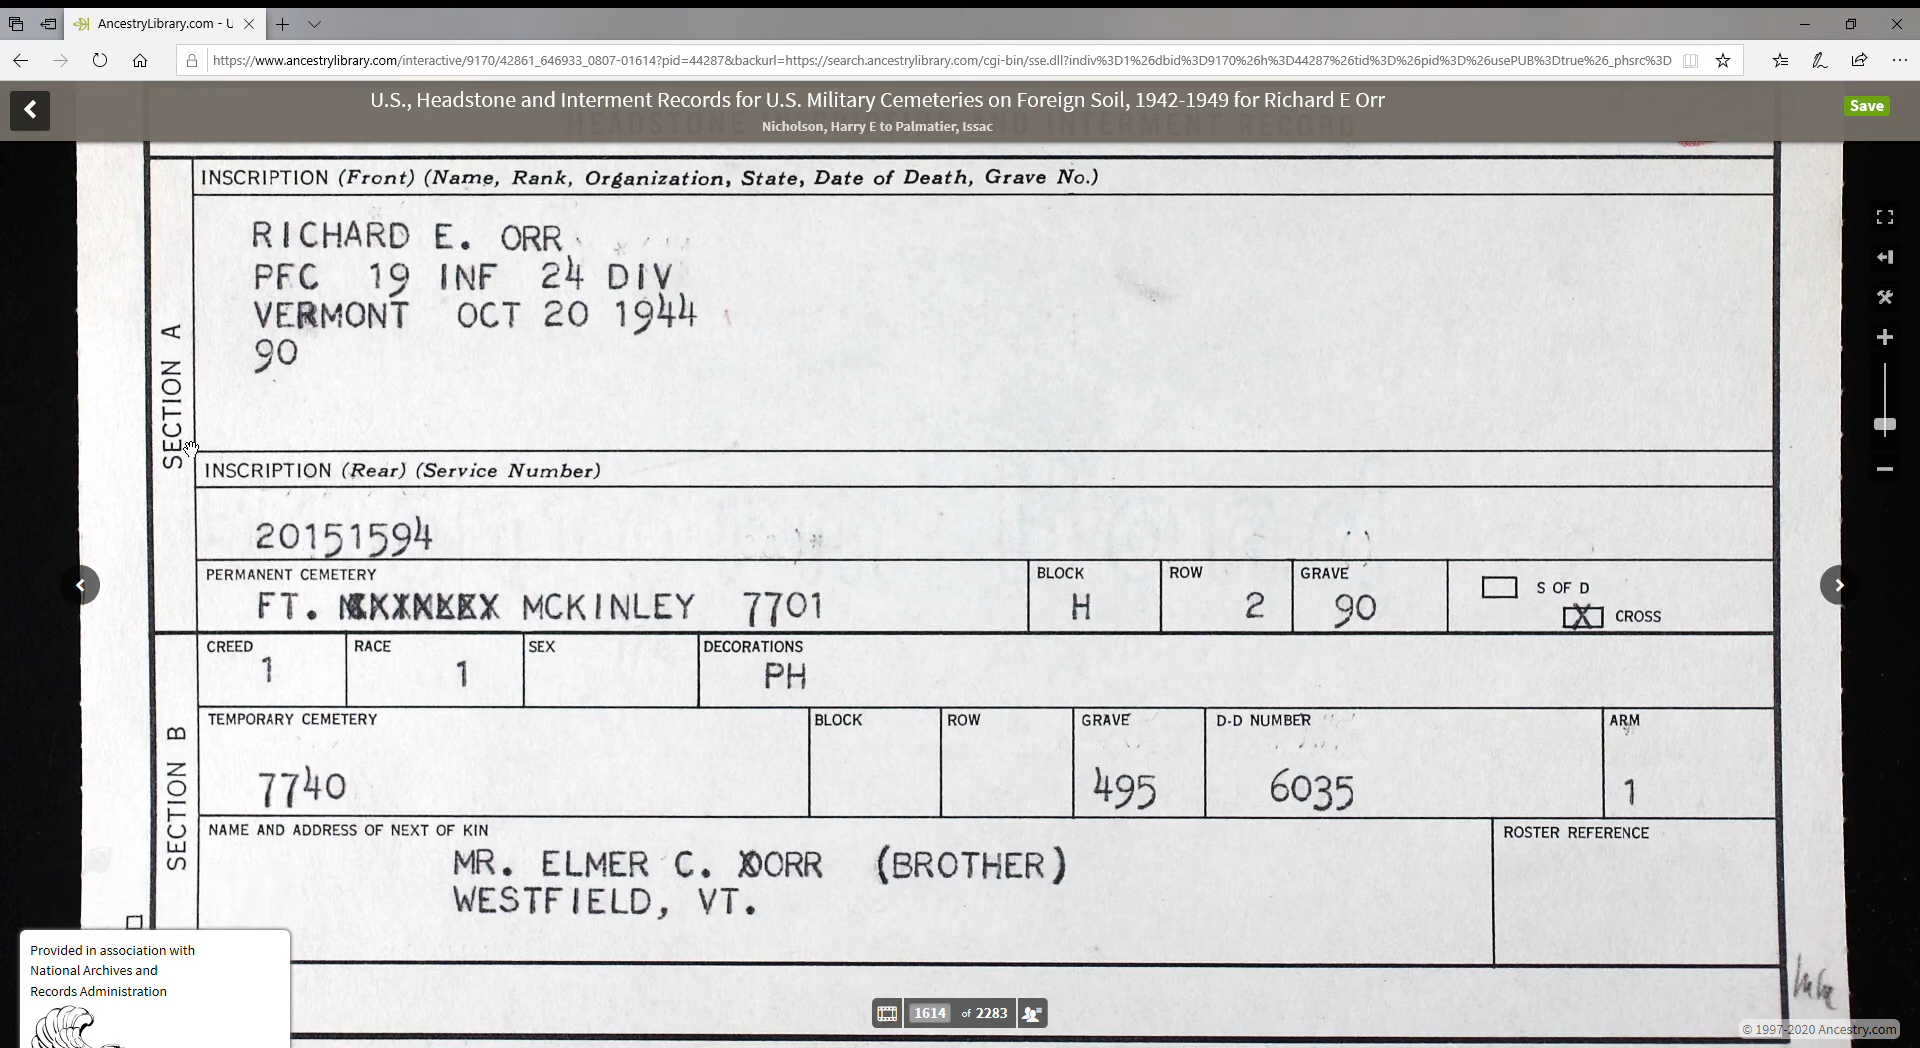 AncestryLibrary.com - U
https://www.ancestrylibrary.com/interactive/9170/42861_646933_0807-01614?pid=44287&backurl=https://search.ancestrylibrary.com/cgi-bin/sse.dll?indiv%3D1%26dbid%3D9170%26h%3D44287%26tid%3D%26pid%3D%26usePUB%3Dtrue%26_phsrc%3D
U.S., Headstone and Interment Records for U.S. Military Cemeteries on Foreign Soil, 1942-1949 for Richard E Orr
Save
Nicholson, Harry E to Palmatier, Issac
HEADSTONE AND INTERMENT RECORD
SECTION A
INSCRIPTION (Front) (Name, Rank, Organization, State, Date of Death, Grave No.)
RICHARD E. ORR
PFC 19 INF 24 DIV
VERMONT OCT 20 1944
90
INSCRIPTION (Rear) (Service Number)
20151594
PERMANENT CEMETERY BLOCK ROW GRAVE
FT. MCKINLEY 7701 H 2 90
S OF D
X CROSS
SECTION B
CREED RACE SEX DECORATIONS
1 1 PH
TEMPORARY CEMETERY BLOCK ROW GRAVE D-D NUMBER ARM
7740 495 6035 1
NAME AND ADDRESS OF NEXT OF KIN ROSTER REFERENCE
MR. ELMER C. ORR (BROTHER)
WESTFIELD, VT.
Provided in association with
National Archives and
Records Administration
1614 of 2283
© 1997-2020 Ancestry.com